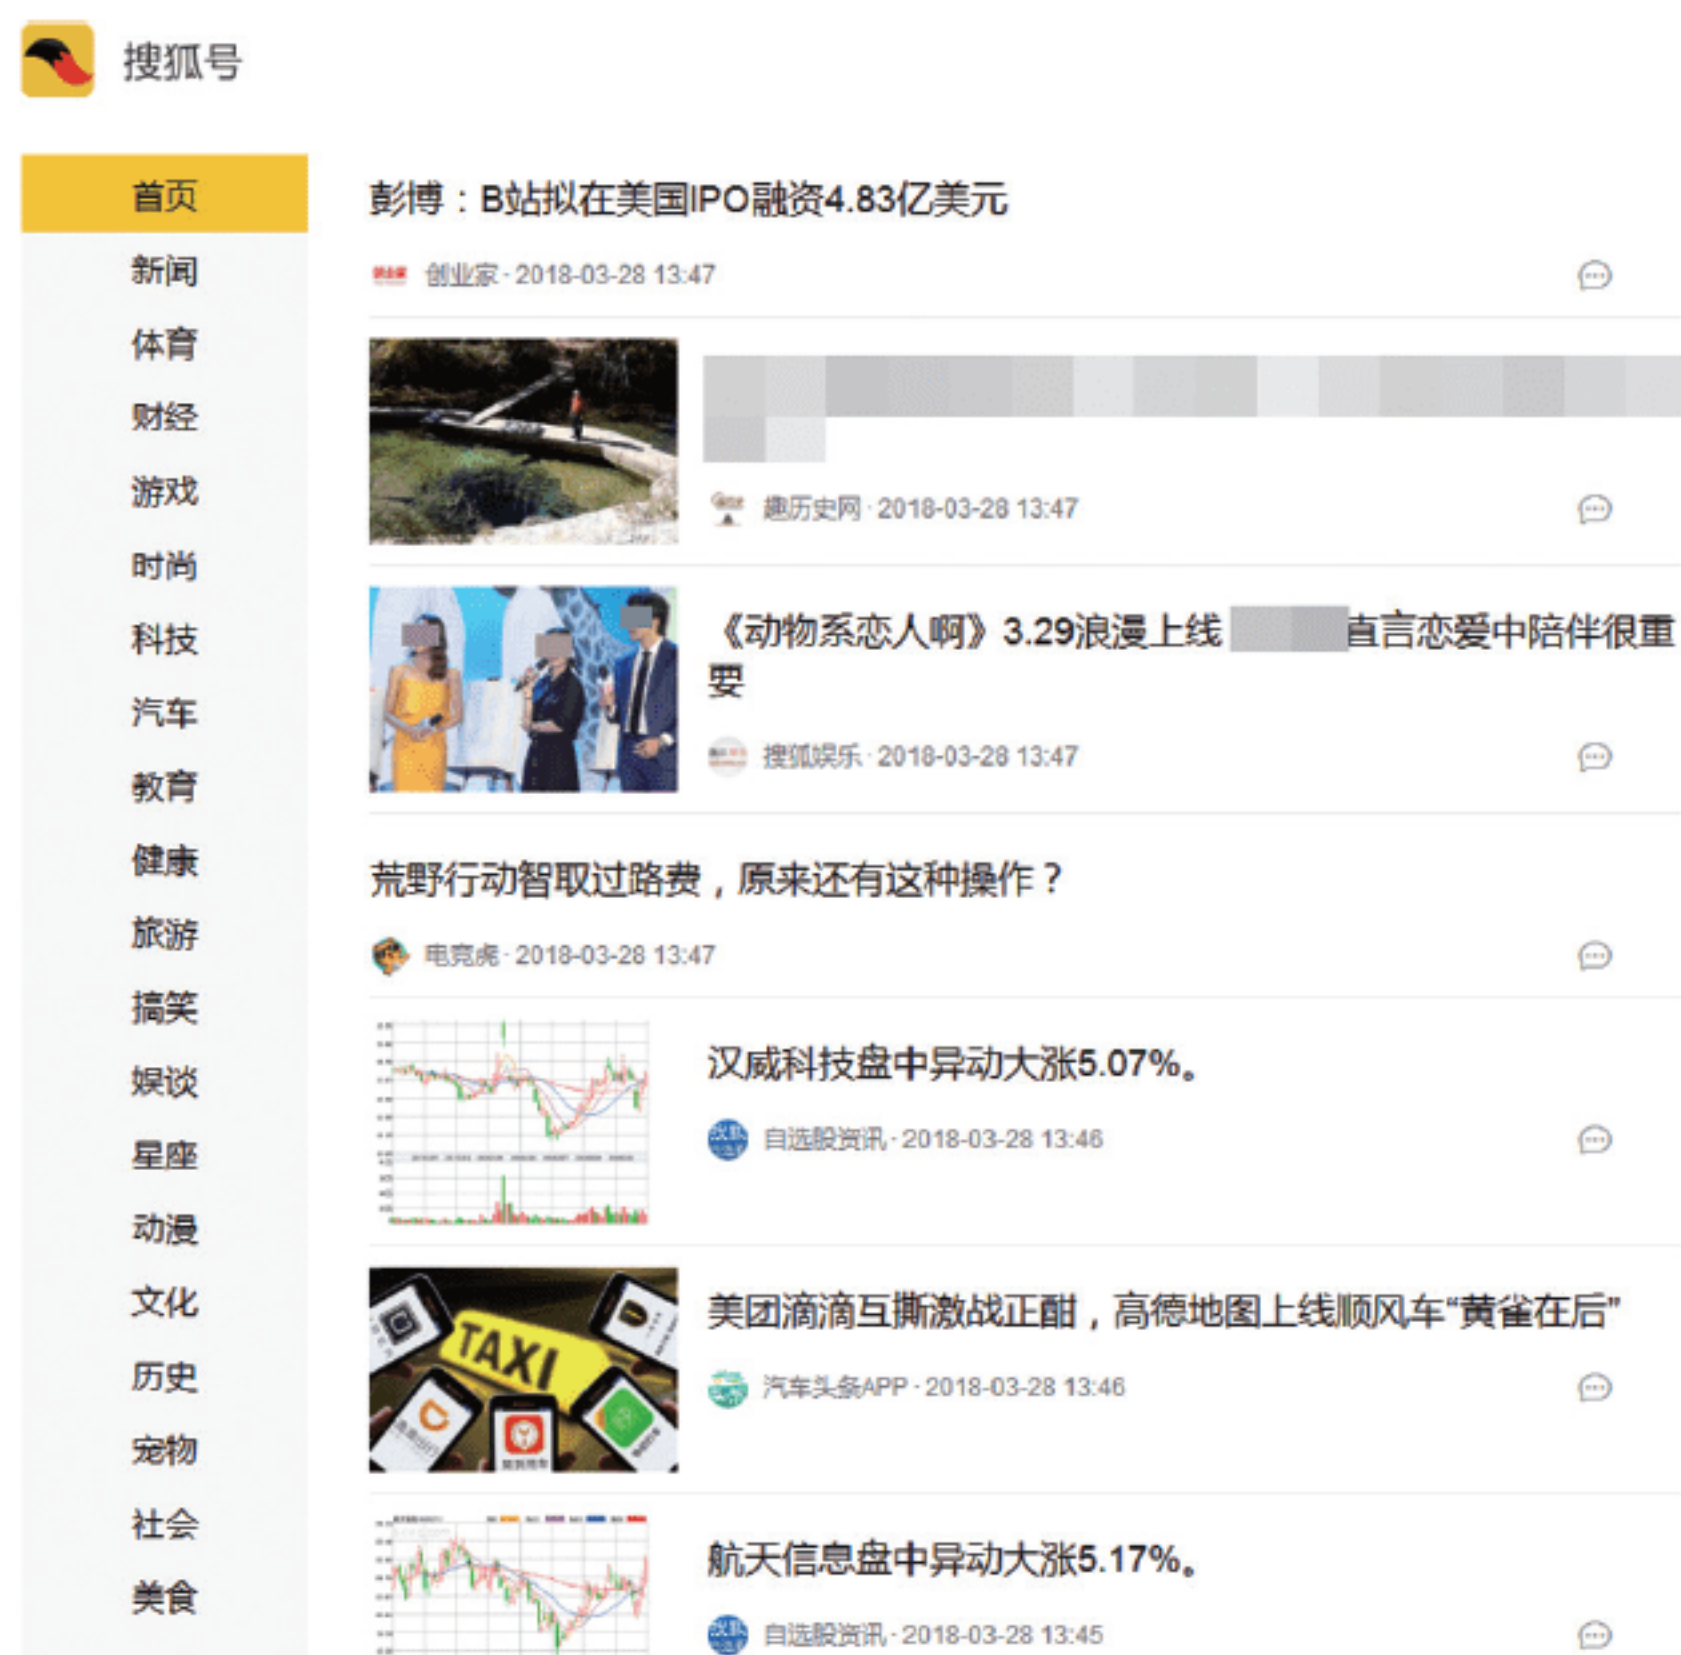 搜狐号
首页
新闻
体育
财经
游戏
时尚
科技
汽车
教育
健康
旅游
搞笑
娱谈
星座
动漫
文化
历史
宠物
社会
美食
彭博：B站拟在美国IPO融资4.83亿美元
创业家 · 2018-03-28 13:47
趣历史网 · 2018-03-28 13:47
《动物系恋人啊》3.29浪漫上线 直言恋爱中陪伴很重
要
搜狐娱乐 · 2018-03-28 13:47
荒野行动智取过路费，原来还有这种操作？
电竞虎 · 2018-03-28 13:47
汉威科技盘中异动大涨5.07%。
自选股资讯 · 2018-03-28 13:46
TAXI
美团滴滴互撕激战正酣，高德地图上线顺风车“黄雀在后”
汽车头条APP · 2018-03-28 13:46
航天信息盘中异动大涨5.17%。
自选股资讯 · 2018-03-28 13:45